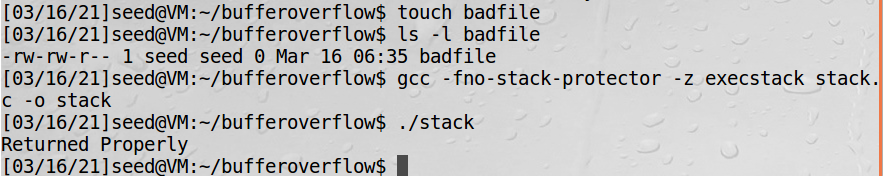 [03/16/21]seed@VM:~/bufferoverflow$ touch badfile
[03/16/21]seed@VM:~/bufferoverflow$ ls -l badfile
-rw-rw-r-- 1 seed seed 0 Mar 16 06:35 badfile
[03/16/21]seed@VM:~/bufferoverflow$ gcc -fno-stack-protector -z execstack stack.
c -o stack
[03/16/21]seed@VM:~/bufferoverflow$ ./stack
Returned Properly
[03/16/21]seed@VM:~/bufferoverflow$